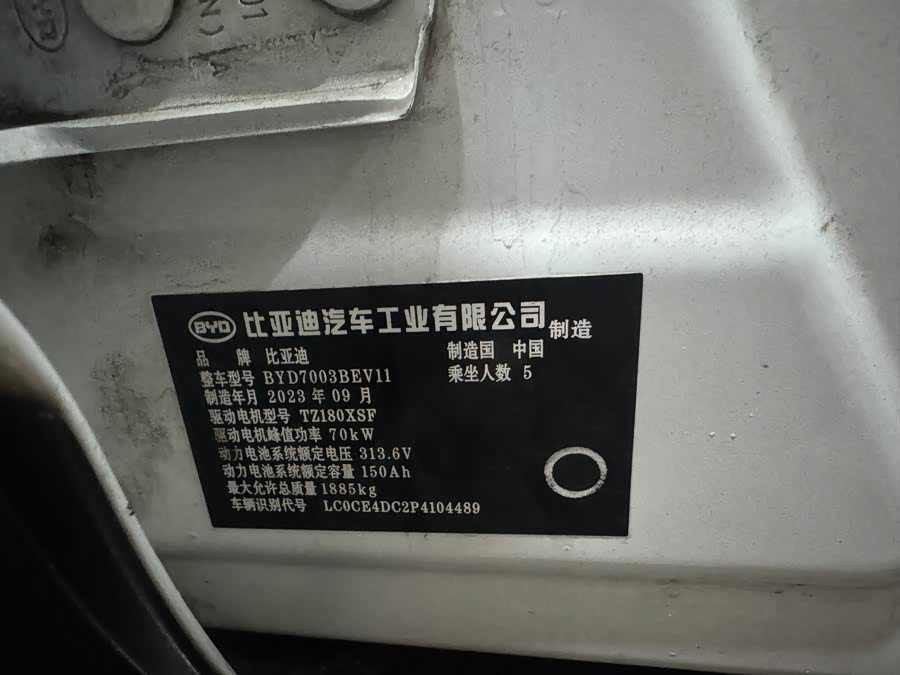 BYD 比亚迪汽车工业有限公司 制造
品 牌 比亚迪 制造国 中国
整车型号 BYD7003BEV11 乘坐人数 5
制造年月 2023 年 09 月
驱动电机型号 TZ180XSF
驱动电机峰值功率 70kW
动力电池系统额定电压 313.6V
动力电池系统额定容量 150Ah
最大允许总质量 1885kg
车辆识别代号 LC0CE4DC2P4104489